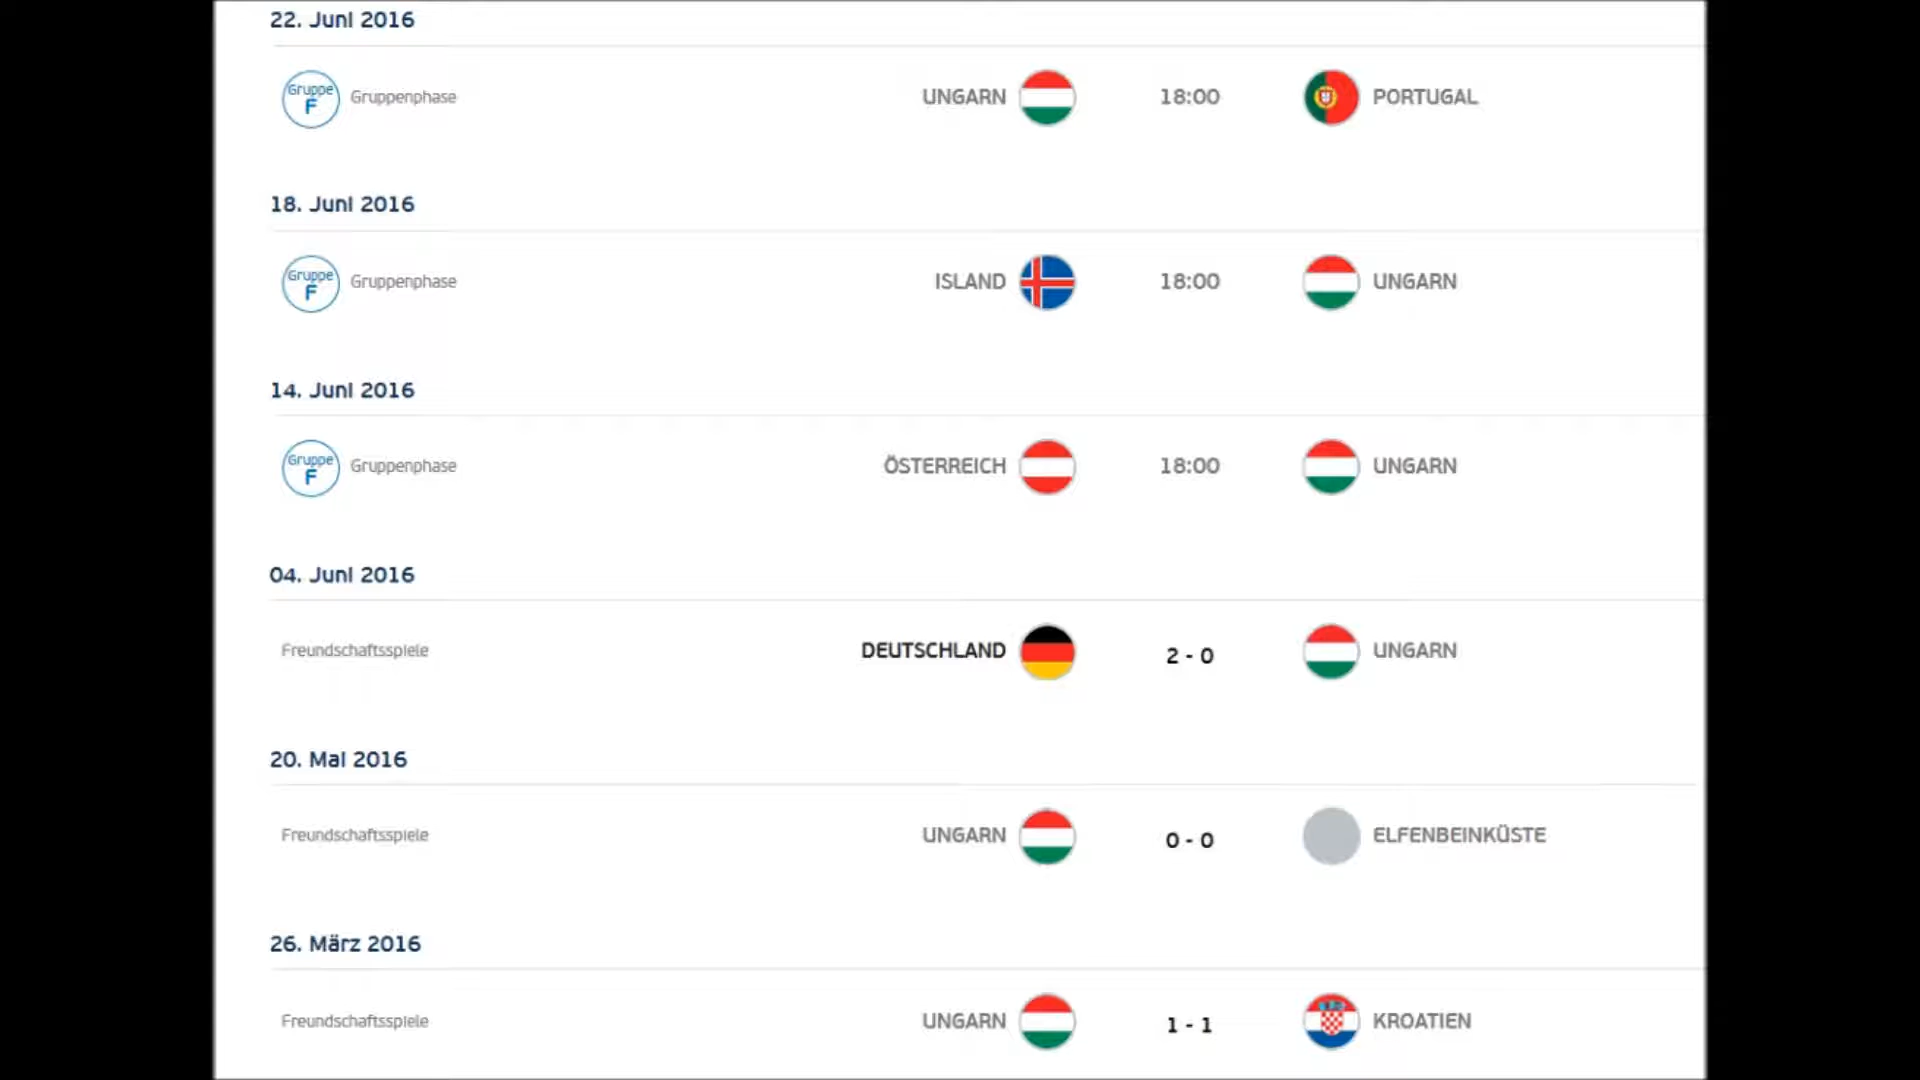 22. Juni 2016
Gruppe F Gruppenphase UNGARN 18:00 PORTUGAL
18. Juni 2016
Gruppe F Gruppenphase ISLAND 18:00 UNGARN
14. Juni 2016
Gruppe F Gruppenphase ÖSTERREICH 18:00 UNGARN
04. Juni 2016
Freundschaftsspiele DEUTSCHLAND 2 - 0 UNGARN
20. Mai 2016
Freundschaftsspiele UNGARN 0 - 0 ELFENBEINKÜSTE
26. März 2016
Freundschaftsspiele UNGARN 1 - 1 KROATIEN